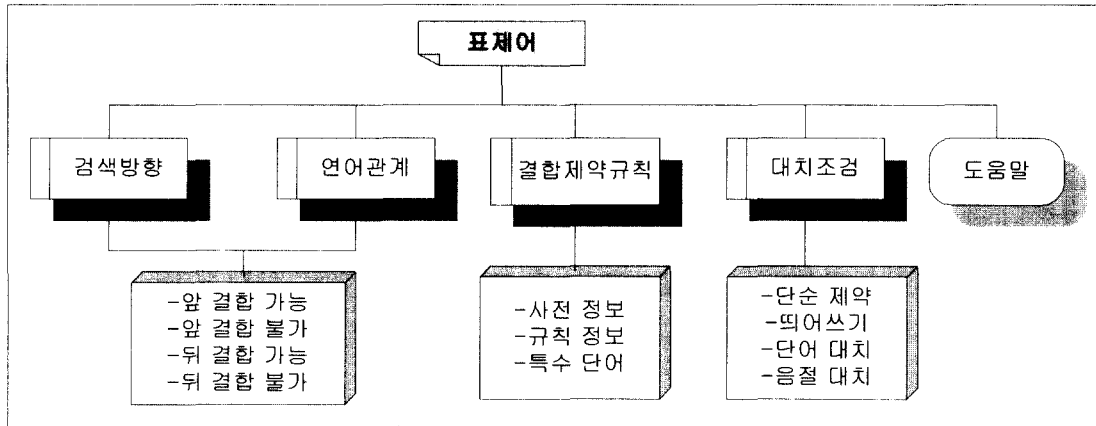 표제어
검색방향
연어관계
결합제약규칙
대치조검
도움말
-앞 결합 가능
-앞 결합 불가
-뒤 결합 가능
-뒤 결합 불가
-사전 정보
-규칙 정보
-특수 단어
-단순 제약
-띄어쓰기
-단어 대치
-음절 대치